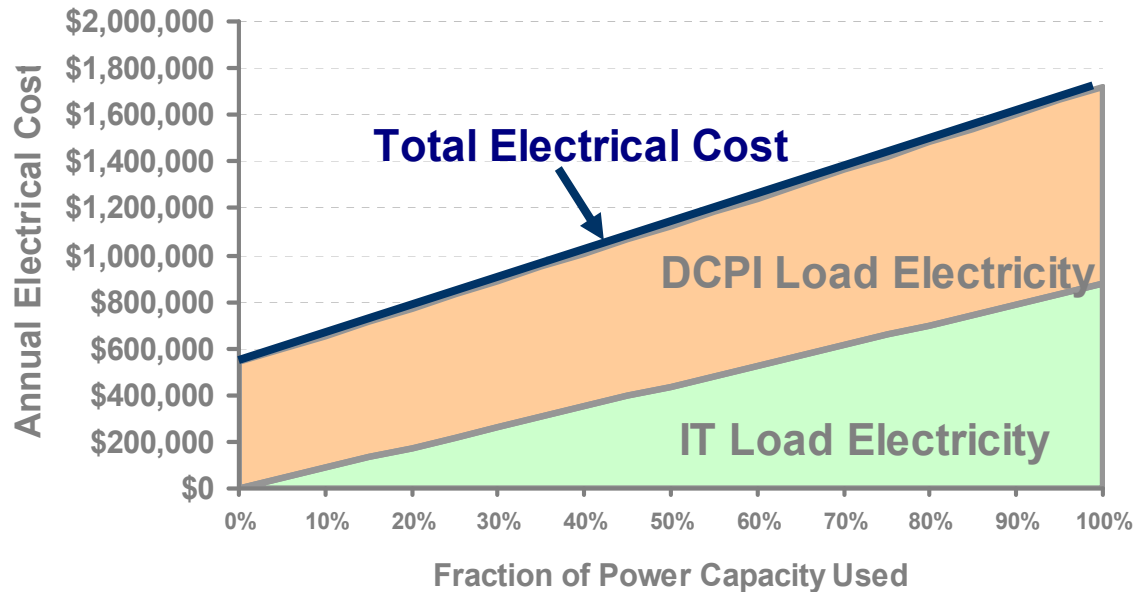 Annual Electrical Cost
$2,000,000
$1,800,000
$1,600,000
$1,400,000
$1,200,000
$1,000,000
$800,000
$600,000
$400,000
$200,000
$0
Total Electrical Cost
DCPI Load Electricity
IT Load Electricity
0% 10% 20% 30% 40% 50% 60% 70% 80% 90% 100%
Fraction of Power Capacity Used